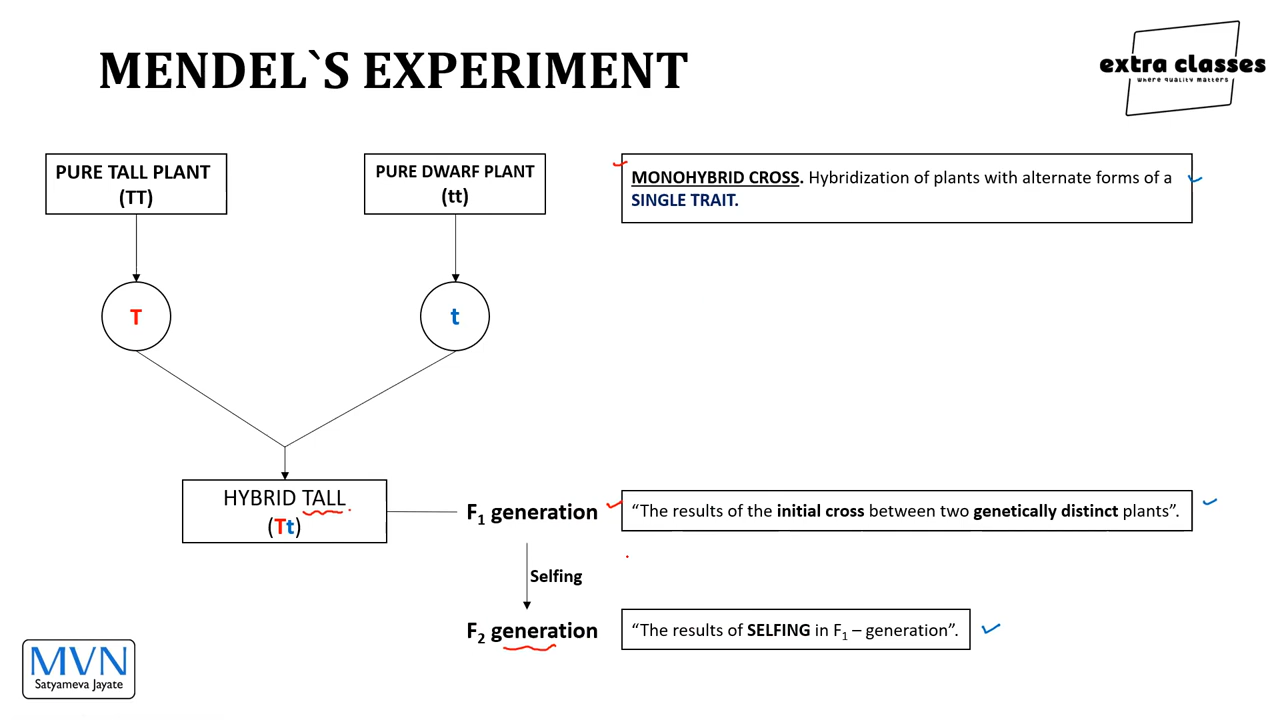 MENDEL`S EXPERIMENT
extra classes
where quality matters
PURE TALL PLANT
(TT)
PURE DWARF PLANT
(tt)
MONOHYBRID CROSS. Hybridization of plants with alternate forms of a
SINGLE TRAIT.
T
t
HYBRID TALL
(Tt)
F₁ generation
“The results of the initial cross between two genetically distinct plants”.
Selfing
F₂ generation
“The results of SELFING in F₁ – generation”.
MVN
Satyameva Jayate